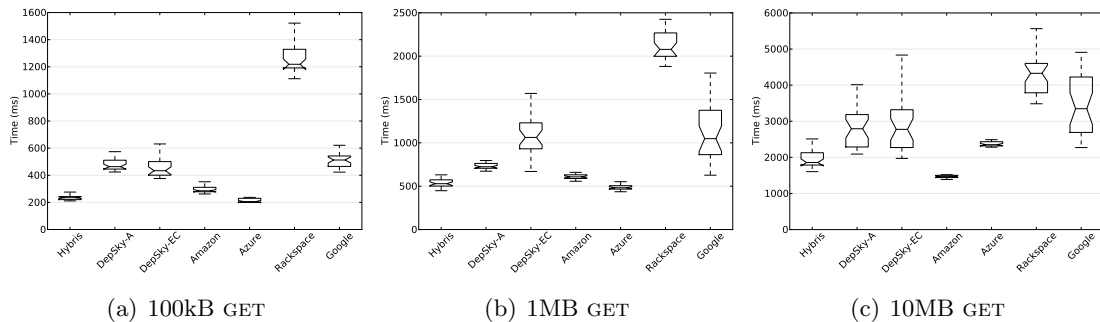 Time (ms)
1600
1400
1200
1000
800
600
400
200
0
Hybris
DepSky-A
DepSky-EC
Amazon
Azure
Rackspace
Google
(a) 100kB GET
Time (ms)
2500
2000
1500
1000
500
0
Hybris
DepSky-A
DepSky-EC
Amazon
Azure
Rackspace
Google
(b) 1MB GET
Time (ms)
6000
5000
4000
3000
2000
1000
0
Hybris
DepSky-A
DepSky-EC
Amazon
Azure
Rackspace
Google
(c) 10MB GET